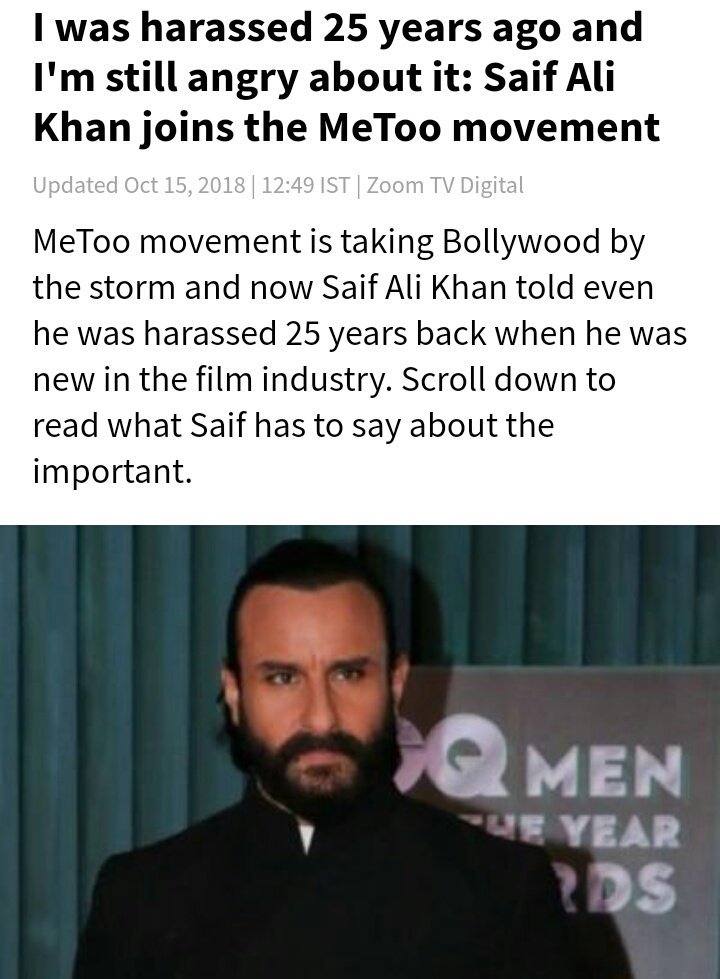 I was harassed 25 years ago and
I'm still angry about it: Saif Ali
Khan joins the MeToo movement
Updated Oct 15, 2018 | 12:49 IST | Zoom TV Digital
MeToo movement is taking Bollywood by
the storm and now Saif Ali Khan told even
he was harassed 25 years back when he was
new in the film industry. Scroll down to
read what Saif has to say about the
important.
GQ MEN
THE YEAR
RDS